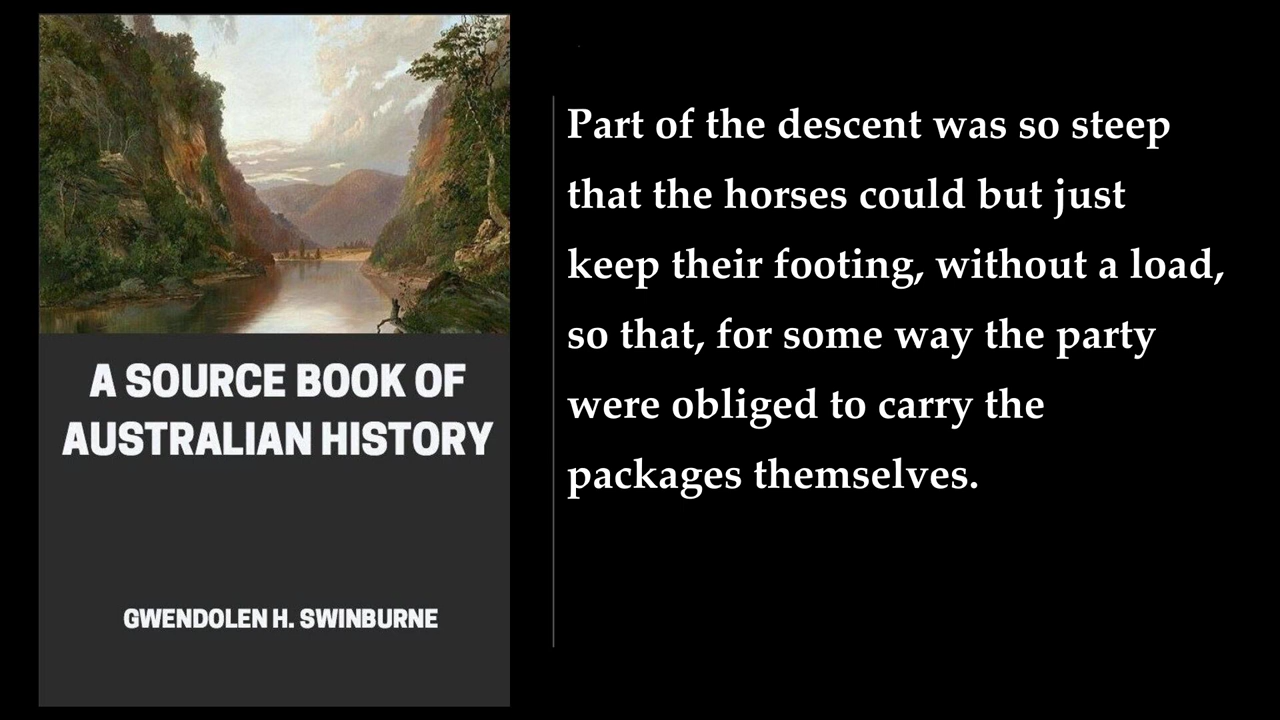 A SOURCE BOOK OF
AUSTRALIAN HISTORY
GWENDOLEN H. SWINBURNE
Part of the descent was so steep
that the horses could but just
keep their footing, without a load,
so that, for some way the party
were obliged to carry the
packages themselves.